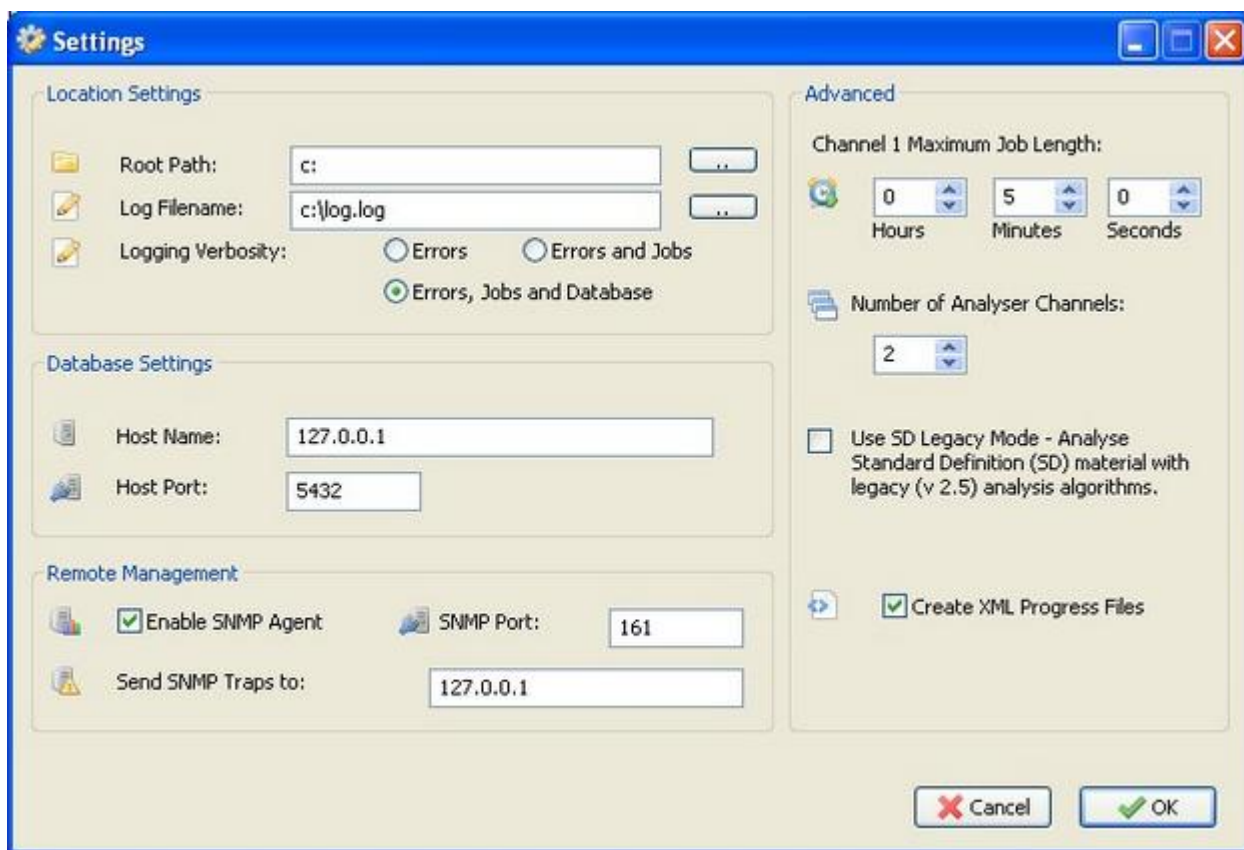 Settings
Location Settings
Root Path:
c:
..
Log Filename:
c:\log.log
..
Logging Verbosity:
Errors
Errors and Jobs
Errors, Jobs and Database
Database Settings
Host Name:
127.0.0.1
Host Port:
5432
Remote Management
Enable SNMP Agent
SNMP Port:
161
Send SNMP Traps to:
127.0.0.1
Advanced
Channel 1 Maximum Job Length:
0
5
0
Hours
Minutes
Seconds
Number of Analyser Channels:
2
Use SD Legacy Mode - Analyse
Standard Definition (SD) material with
legacy (v 2.5) analysis algorithms.
Create XML Progress Files
Cancel
OK